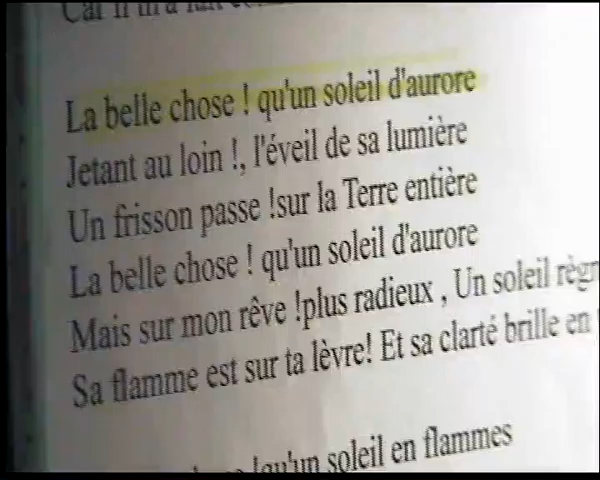 La belle chose ! qu'un soleil d'aurore
Jetant au loin !, l'éveil de sa lumière
Un frisson passe !sur la Terre entière
La belle chose ! qu'un soleil d'aurore
Mais sur mon rêve !plus radieux , Un soleil
Sa flamme est sur ta lèvre! Et sa clarté brille en
!qu'un soleil en flammes